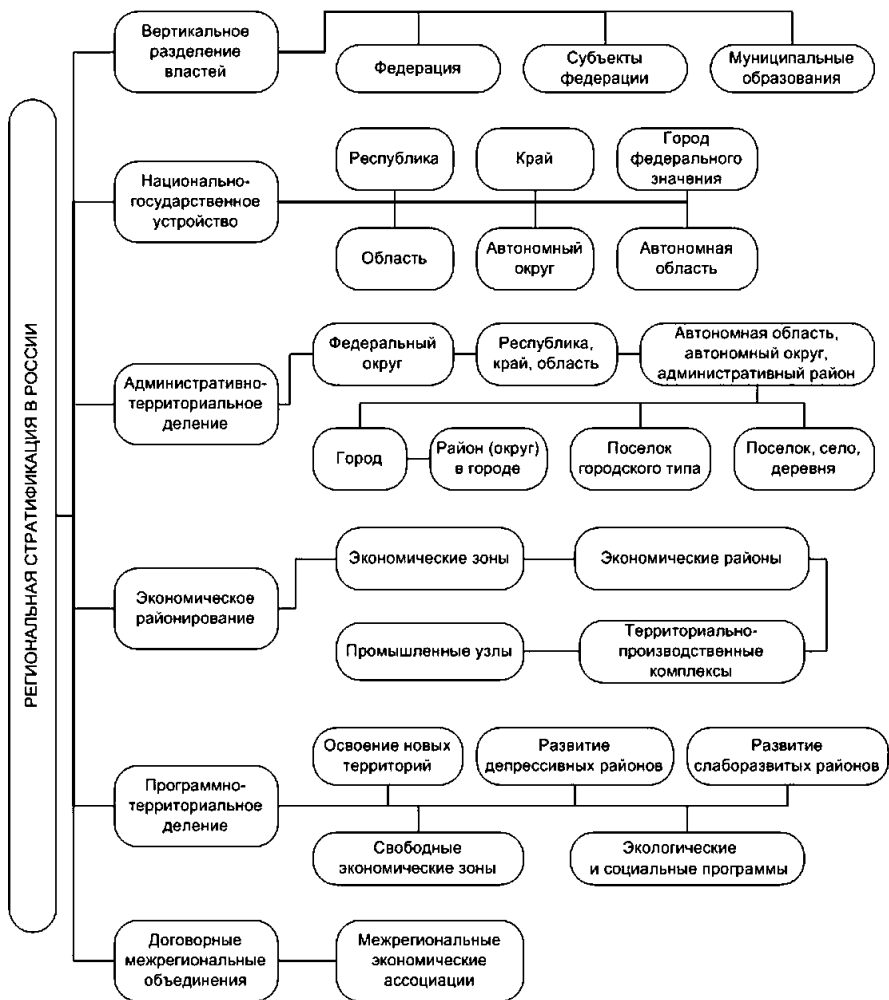 РЕГИОНАЛЬНАЯ СТРАТИФИКАЦИЯ В РОССИИ
Вертикальное
разделение
властей
Федерация
Субъекты
федерации
Муниципальные
образования
Национально-
государственное
устройство
Республика
Край
Город
федерального
значения
Область
Автономный
округ
Автономная
область
Административно-
территориальное
деление
Федеральный
округ
Республика,
край, область
Автономная область,
автономный округ,
административный район
Город
Район (округ)
в городе
Поселок
городского типа
Поселок, село,
деревня
Экономическое
районирование
Экономические зоны
Экономические районы
Промышленные узлы
Территориально-
производственные
комплексы
Программно-
территориальное
деление
Освоение новых
территорий
Развитие
депрессивных районов
Развитие
слаборазвитых районов
Свободные
экономические зоны
Экологические
и социальные программы
Договорные
межрегиональные
объединения
Межрегиональные
экономические
ассоциации